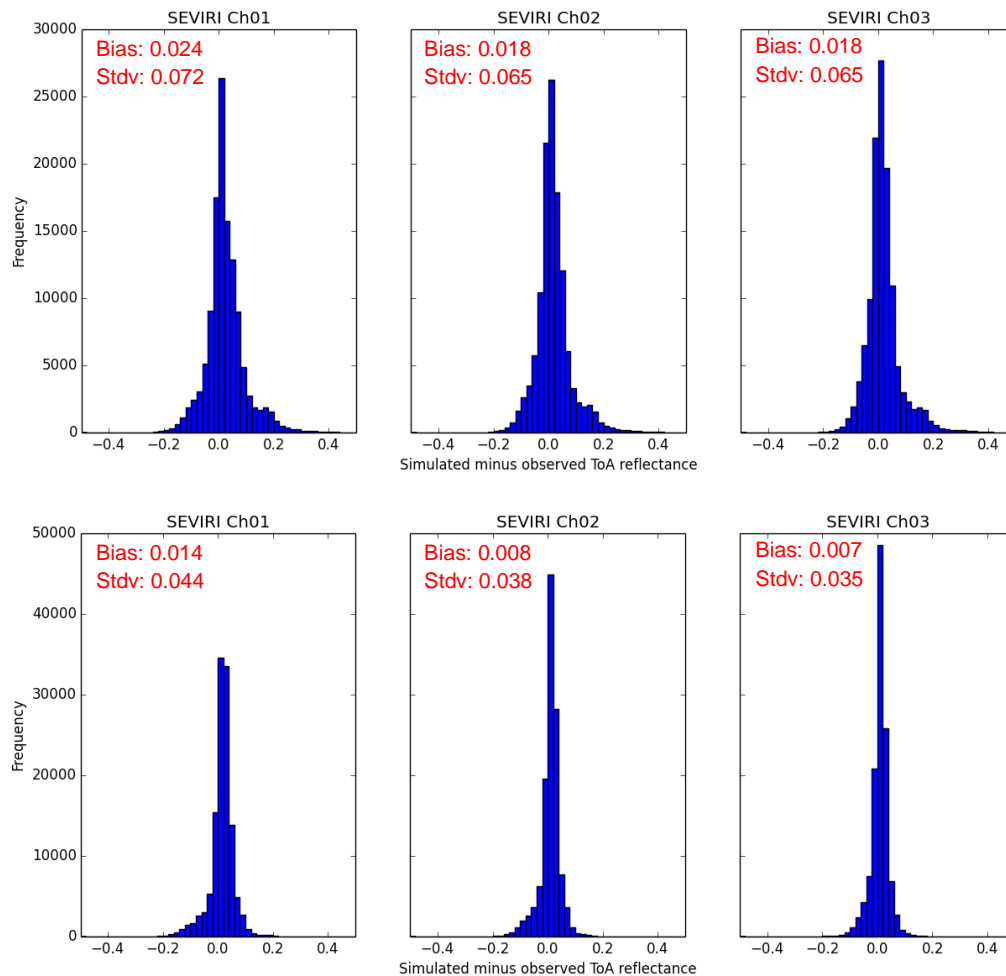 SEVIRI Ch01
SEVIRI Ch02
SEVIRI Ch03
Bias: 0.024
Stdv: 0.072
Bias: 0.018
Stdv: 0.065
Bias: 0.018
Stdv: 0.065
30000
25000
20000
15000
10000
5000
0
Frequency
−0.4 −0.2 0.0 0.2 0.4
−0.4 −0.2 0.0 0.2 0.4
−0.4 −0.2 0.0 0.2 0.4
Simulated minus observed ToA reflectance
SEVIRI Ch01
SEVIRI Ch02
SEVIRI Ch03
Bias: 0.014
Stdv: 0.044
Bias: 0.008
Stdv: 0.038
Bias: 0.007
Stdv: 0.035
50000
40000
30000
20000
10000
0
Frequency
−0.4 −0.2 0.0 0.2 0.4
−0.4 −0.2 0.0 0.2 0.4
−0.4 −0.2 0.0 0.2 0.4
Simulated minus observed ToA reflectance